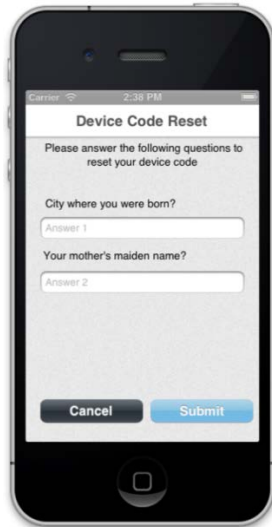 Carrier 2:38 PM
Device Code Reset
Please answer the following questions to
reset your device code
City where you were born?
Answer 1
Your mother's maiden name?
Answer 2
Cancel Submit